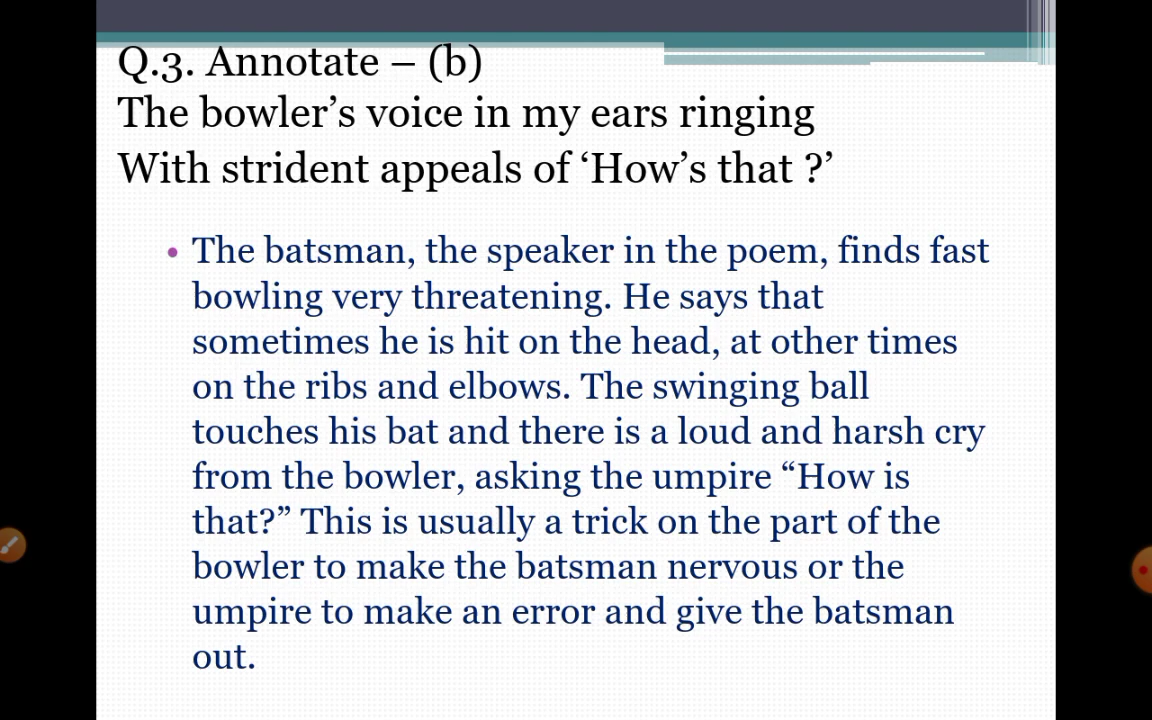 Q.3. Annotate – (b)
The bowler’s voice in my ears ringing
With strident appeals of ‘How’s that ?’
• The batsman, the speaker in the poem, finds fast
bowling very threatening. He says that
sometimes he is hit on the head, at other times
on the ribs and elbows. The swinging ball
touches his bat and there is a loud and harsh cry
from the bowler, asking the umpire “How is
that?” This is usually a trick on the part of the
bowler to make the batsman nervous or the
umpire to make an error and give the batsman
out.